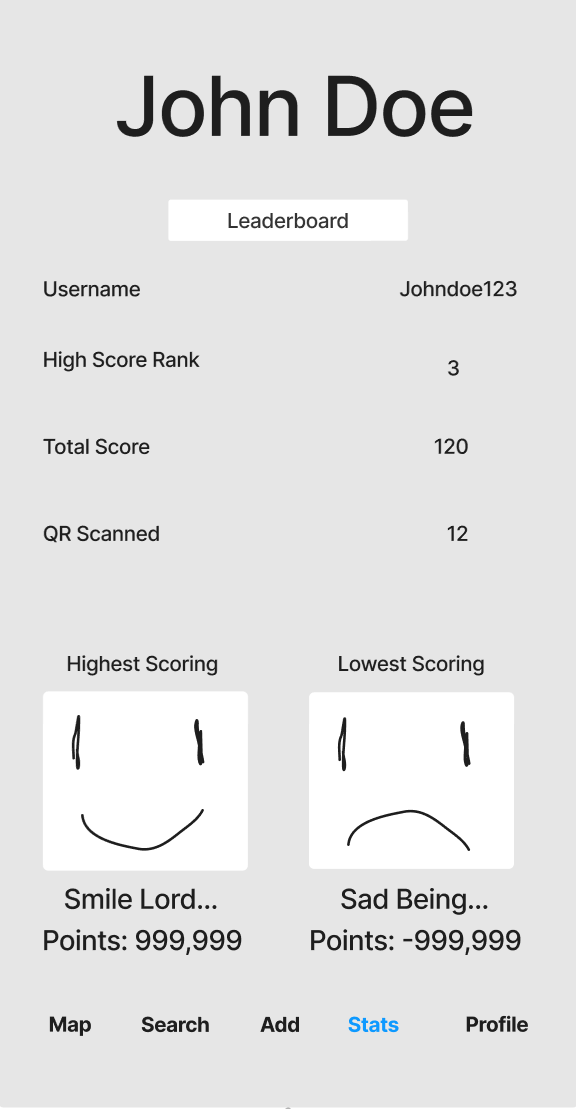 John Doe
Leaderboard
Username Johndoe123
High Score Rank 3
Total Score 120
QR Scanned 12
Highest Scoring Lowest Scoring
Smile Lord... Sad Being...
Points: 999,999 Points: -999,999
Map Search Add Stats Profile